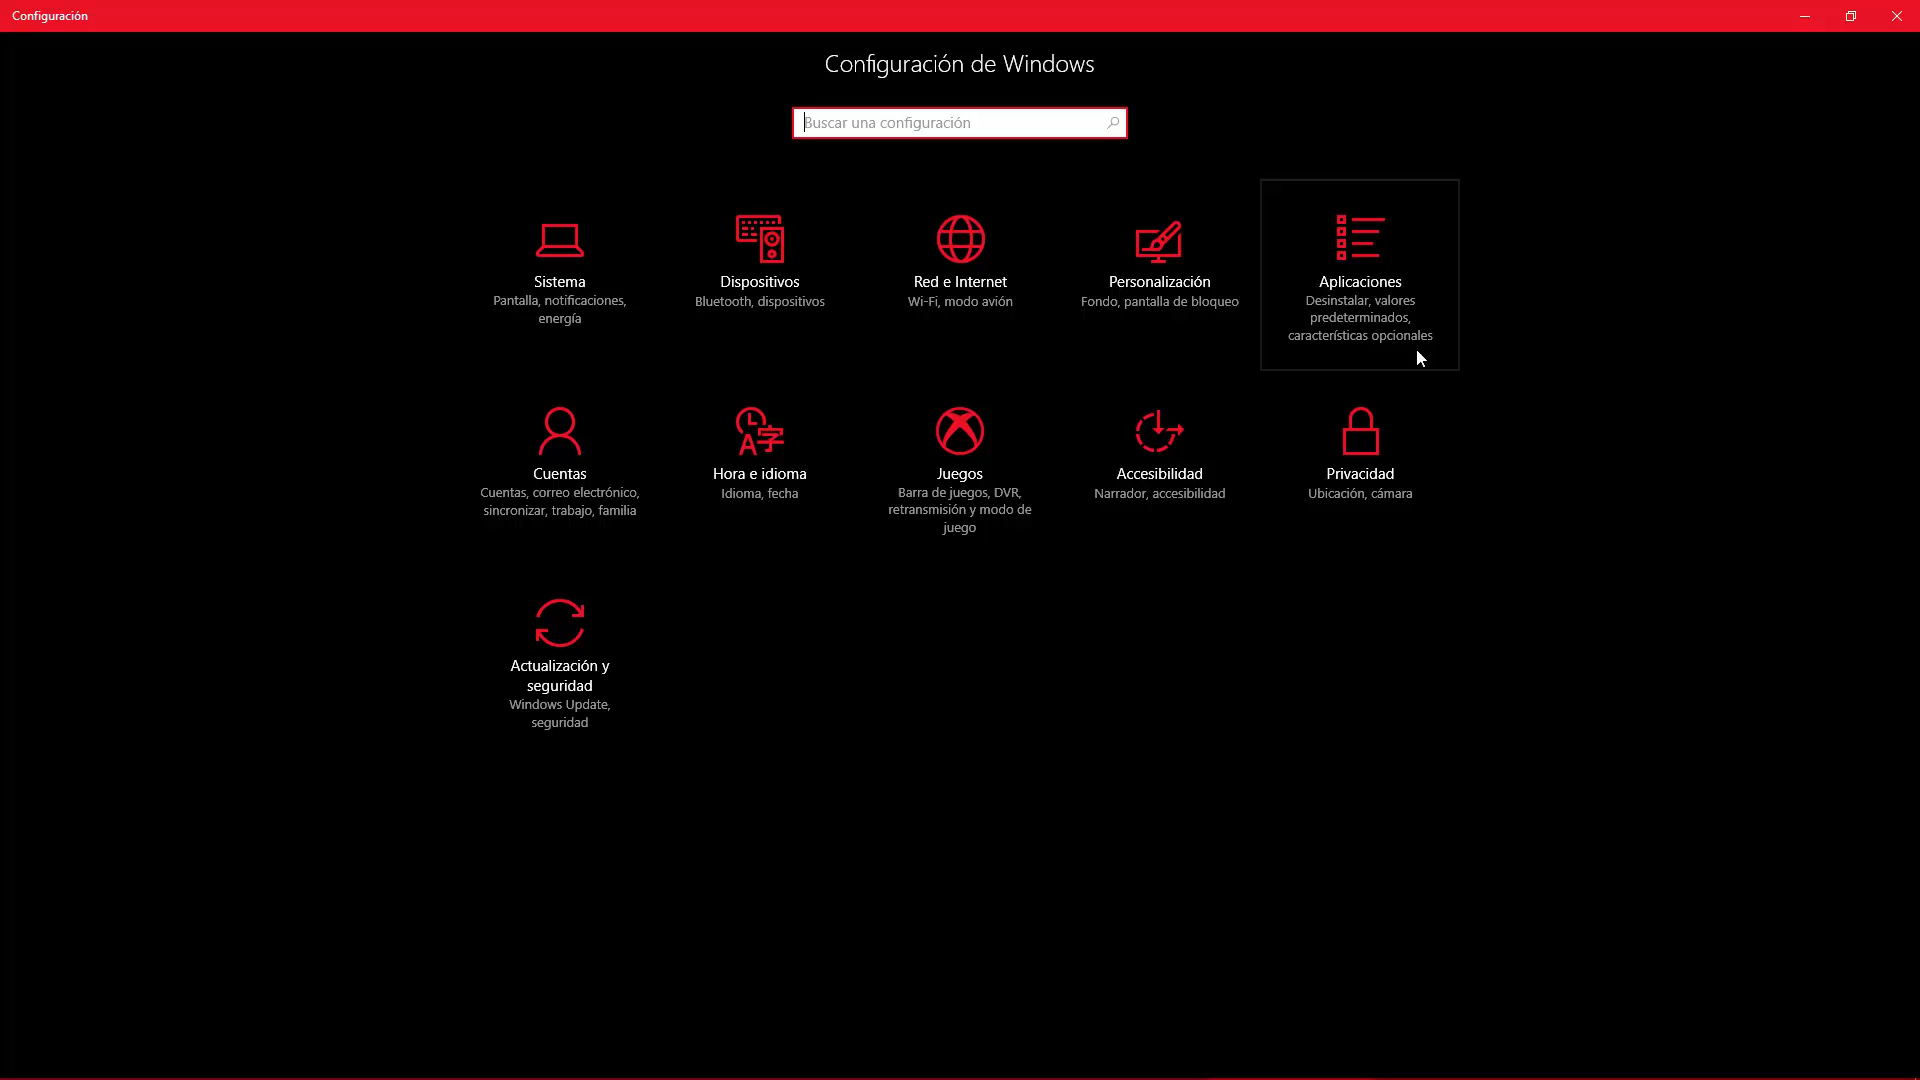 Configuración
Configuración de Windows
Buscar una configuración
Sistema
Pantalla, notificaciones,
energía
Dispositivos
Bluetooth, dispositivos
Red e Internet
Wi-Fi, modo avión
Personalización
Fondo, pantalla de bloqueo
Aplicaciones
Desinstalar, valores
predeterminados,
características opcionales
Cuentas
Cuentas, correo electrónico,
sincronizar, trabajo, familia
Hora e idioma
Idioma, fecha
Juegos
Barra de juegos, DVR,
retransmisión y modo de
juego
Accesibilidad
Narrador, accesibilidad
Privacidad
Ubicación, cámara
Actualización y
seguridad
Windows Update,
seguridad